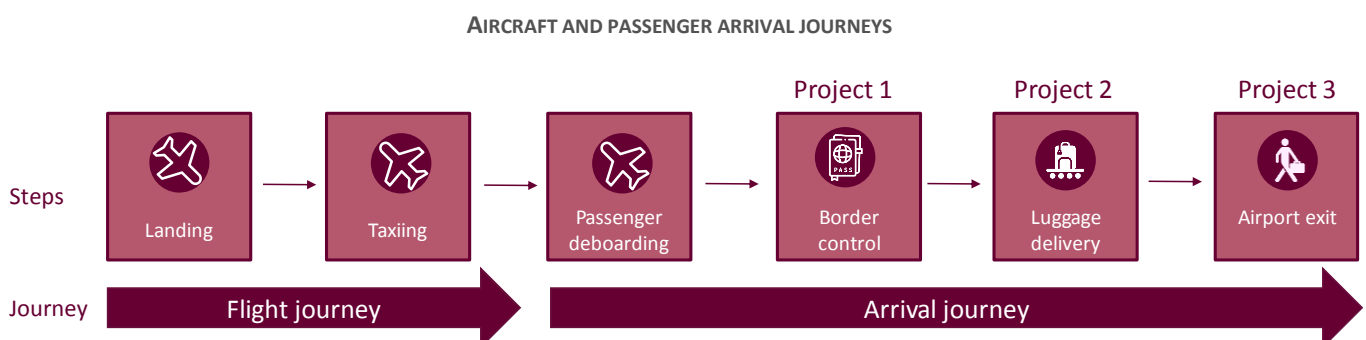 AIRCRAFT AND PASSENGER ARRIVAL JOURNEYS
Project 1
Project 2
Project 3
Steps
Landing
Taxiing
Passenger
deboarding
PASS
Border
control
Luggage
delivery
Airport exit
Journey
Flight journey
Arrival journey